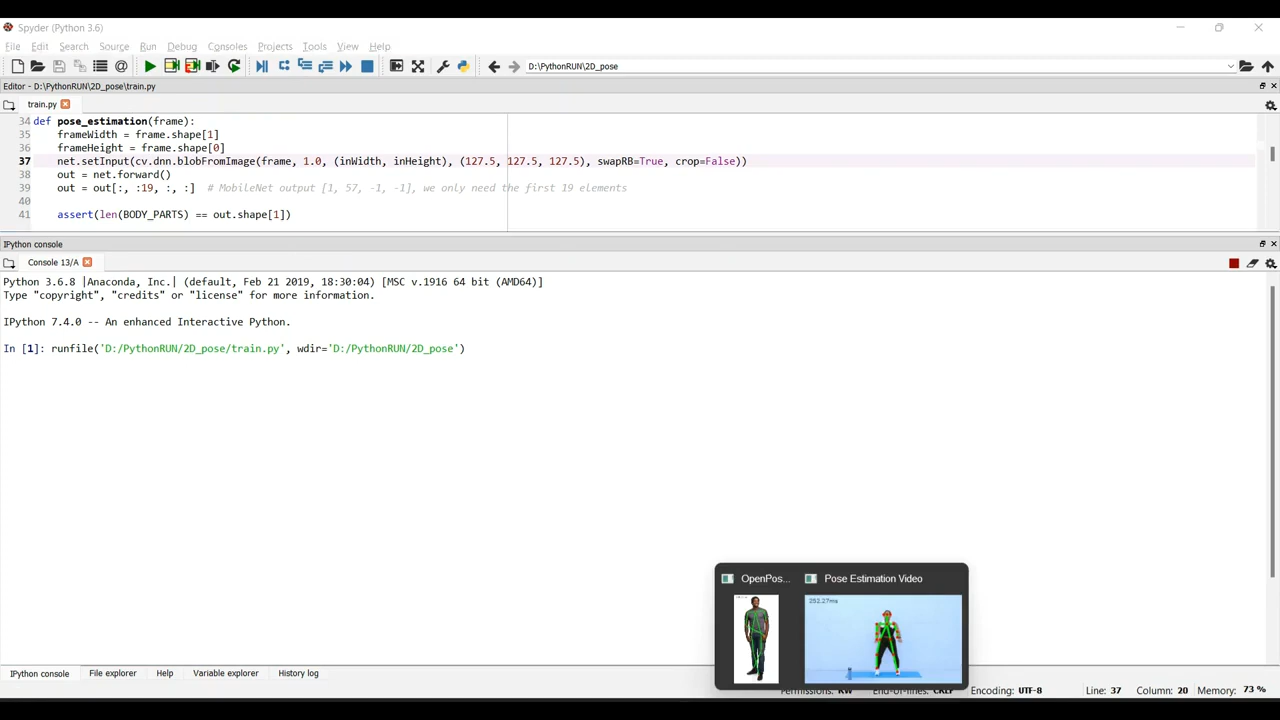 Spyder (Python 3.6)
File Edit Search Source Run Debug Consoles Projects Tools View Help
D:\PythonRUN\2D_pose
Editor - D:\PythonRUN\2D_pose\train.py
train.py
34 def pose_estimation(frame):
35 frameWidth = frame.shape[1]
36 frameHeight = frame.shape[0]
37 net.setInput(cv.dnn.blobFromImage(frame, 1.0, (inWidth, inHeight), (127.5, 127.5, 127.5), swapRB=True, crop=False))
38 out = net.forward()
39 out = out[:, :19, :, :] # MobileNet output [1, 57, -1, -1], we only need the first 19 elements
40
41 assert(len(BODY_PARTS) == out.shape[1])
IPython console
Console 13/A
Python 3.6.8 |Anaconda, Inc.| (default, Feb 21 2019, 18:30:04) [MSC v.1916 64 bit (AMD64)]
Type "copyright", "credits" or "license" for more information.
IPython 7.4.0 -- An enhanced Interactive Python.
In [1]: runfile('D:/PythonRUN/2D_pose/train.py', wdir='D:/PythonRUN/2D_pose')
OpenPos... Pose Estimation Video
252.27ms
IPython console File explorer Help Variable explorer History log
Permissions: RW End-of-lines: CRLF Encoding: UTF-8 Line: 37 Column: 20 Memory: 73 %